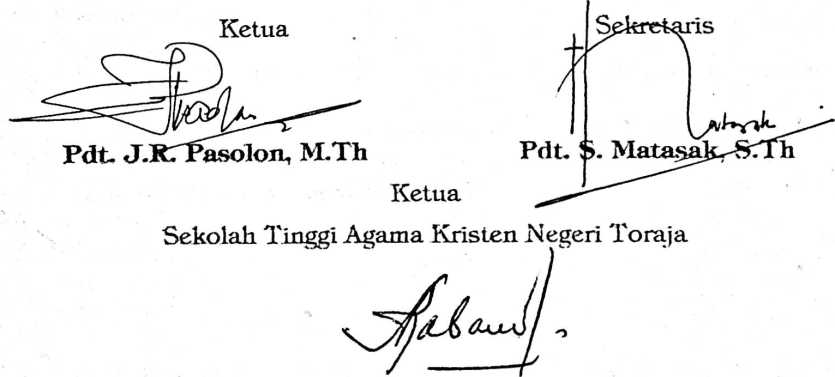 Ketua
Sekretaris
Pdt. J.R. Pasolon, M.Th
Pdt. S. Matasak, S.Th
Ketua
Sekolah Tinggi Agama Kristen Negeri Toraja